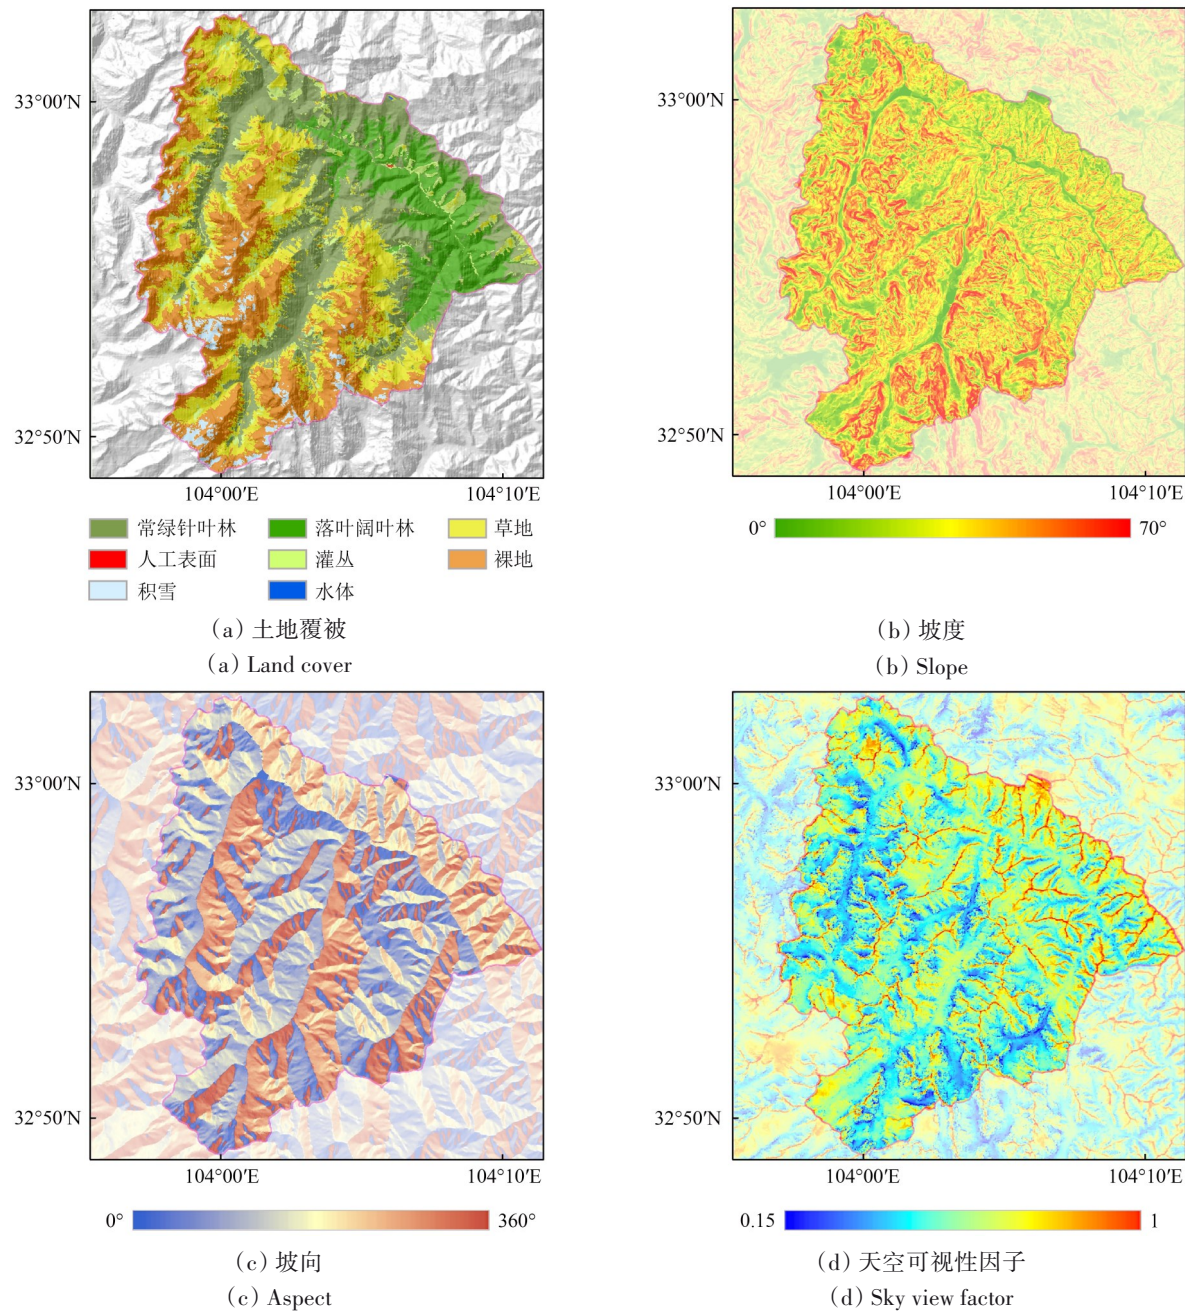 33°00′N
32°50′N
104°00′E
104°10′E
常绿针叶林
落叶阔叶林
草地
人工表面
灌丛
裸地
积雪
水体
(a) 土地覆被
(a) Land cover
33°00′N
32°50′N
104°00′E
104°10′E
0°
70°
(b) 坡度
(b) Slope
33°00′N
32°50′N
104°00′E
104°10′E
0°
360°
(c) 坡向
(c) Aspect
33°00′N
32°50′N
104°00′E
104°10′E
0.15
1
(d) 天空可视性因子
(d) Sky view factor